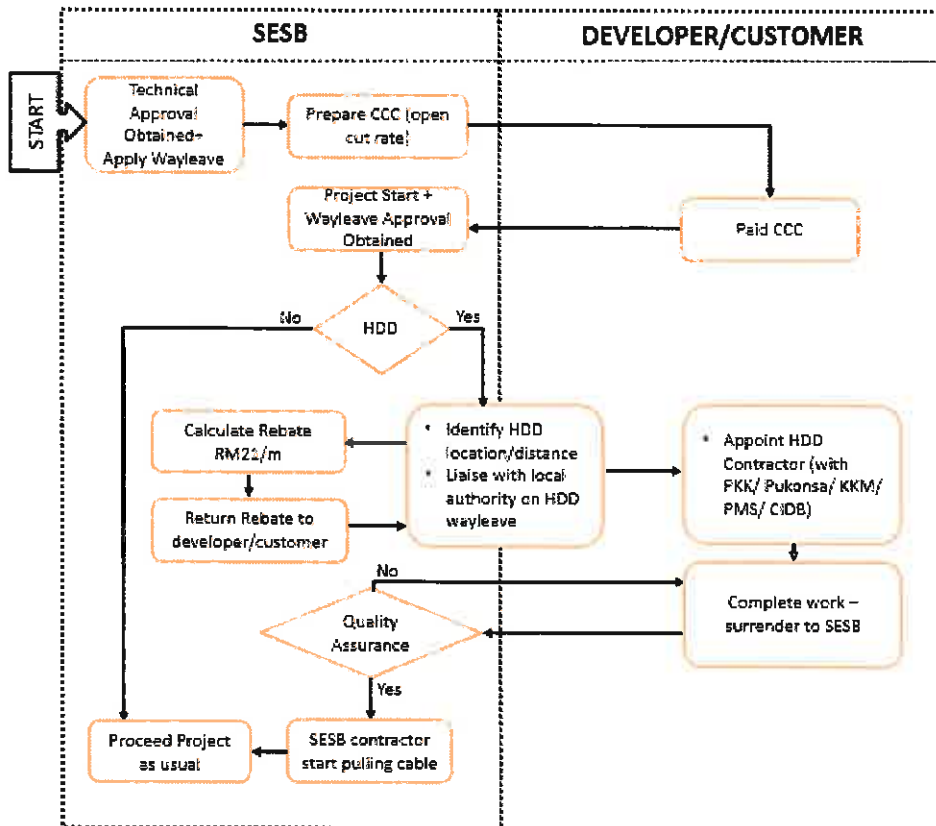 SESB
DEVELOPER/CUSTOMER
START
Technical
Approval
Obtained+
Apply Wayleave
Prepare CCC (open
cut rate)
Project Start +
Wayleave Approval
Obtained
Paid CCC
No
HDD
Yes
Calculate Rebate
RM22/m
• Identify HDD
location/distance
• Liaise with local
authority on HDD
wayleave
• Appoint HDD
Contractor (with
PKK/ Pukonsa/ KKM/
PMS/ CIDB)
Return Rebate to
developer/customer
No
Quality
Assurance
Complete work –
surrender to SESB
Yes
Proceed Project
as usual
SESB contractor
start pulling cable